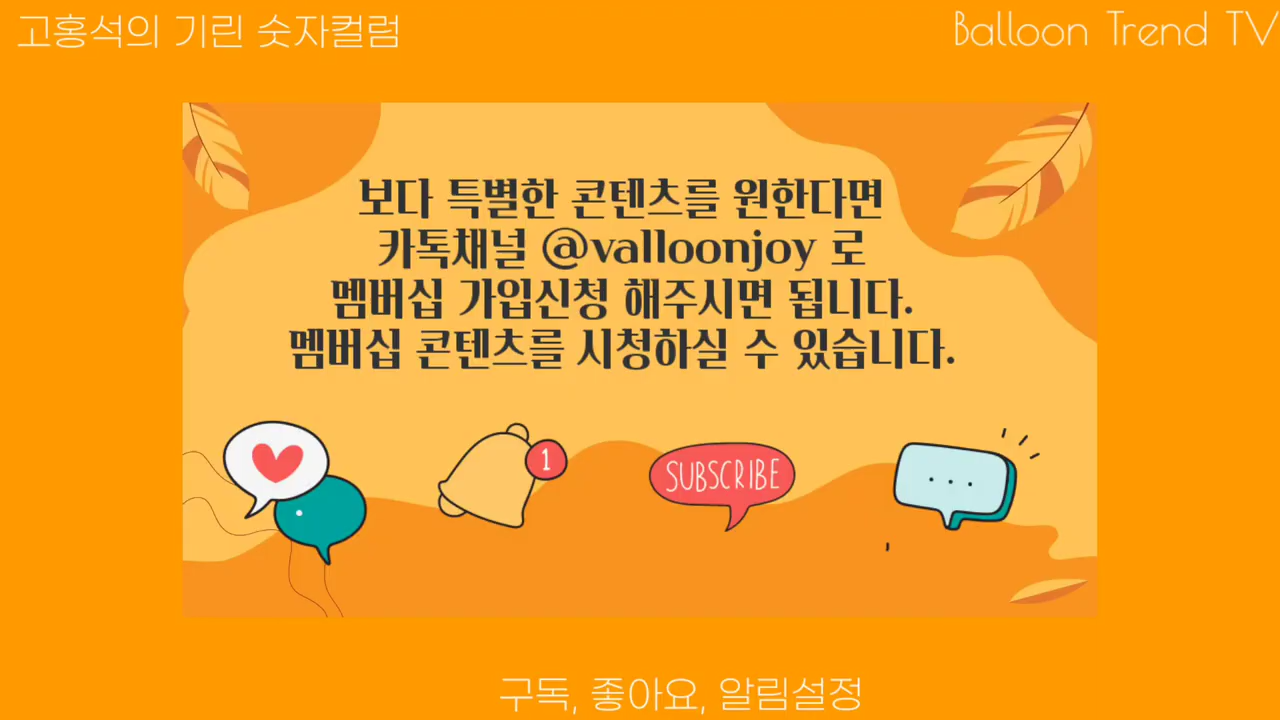 고홍석의 기린 숫자컬럼
Balloon Trend TV
보다 특별한 콘텐츠를 원한다면
카톡채널 @valloonjoy 로
멤버십 가입신청 해주시면 됩니다.
멤버십 콘텐츠를 시청하실 수 있습니다.
1
SUBSCRIBE
구독, 좋아요, 알림설정